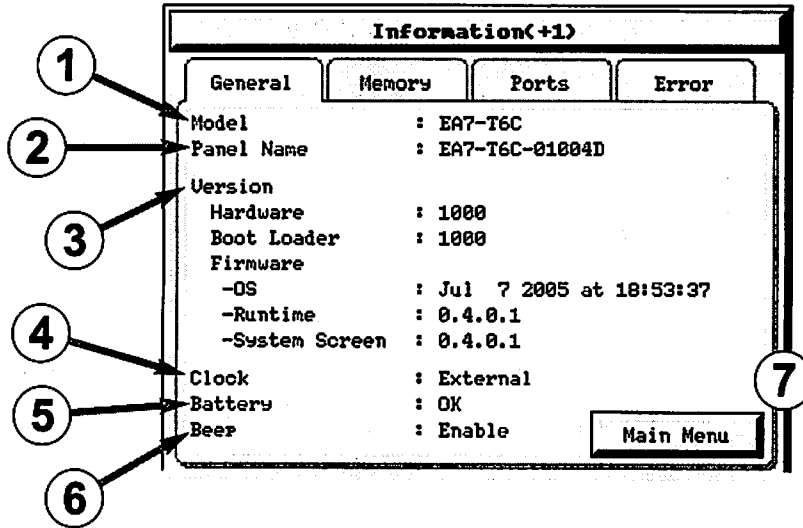 Information(+1)
General Memory Ports Error
1 Model : EA7-T6C
2 Panel Name : EA7-T6C-01004D
3 Version
Hardware : 1000
Boot Loader : 1000
Firmware
-OS : Jul 7 2005 at 18:53:37
-Runtime : 0.4.0.1
-System Screen : 0.4.0.1
4 Clock : External
7
5 Battery : OK
6 Beep : Enable
Main Menu